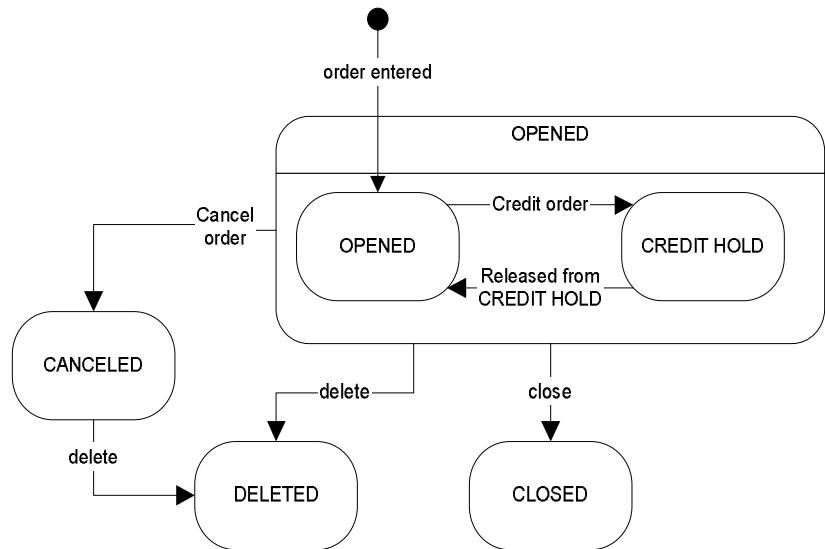 order entered
OPENED
Cancel
order
Credit order
OPENED
CREDIT HOLD
Released from
CREDIT HOLD
CANCELED
delete
close
delete
DELETED
CLOSED